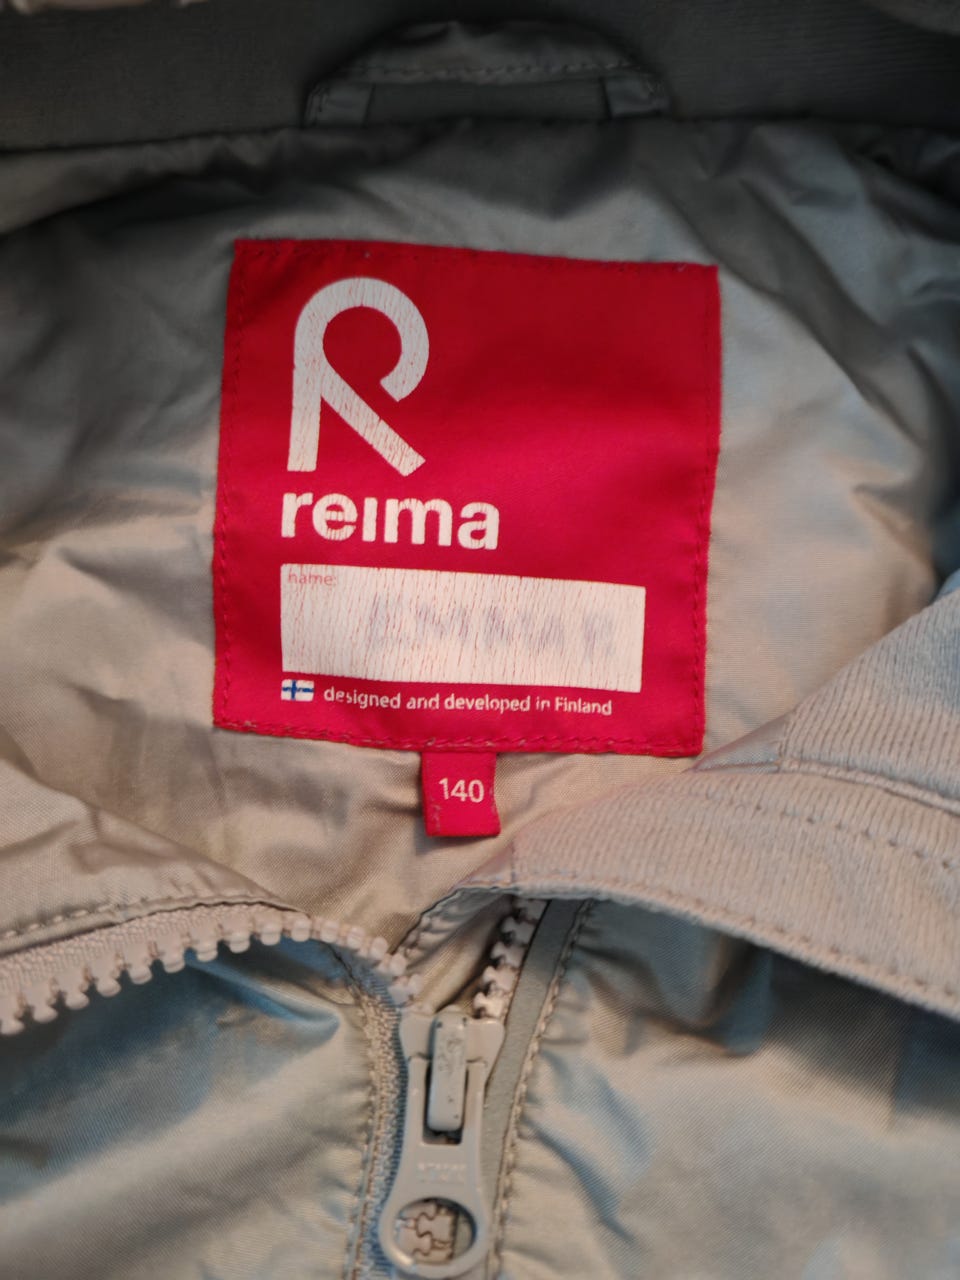 reima
name:
designed and developed in Finland
140